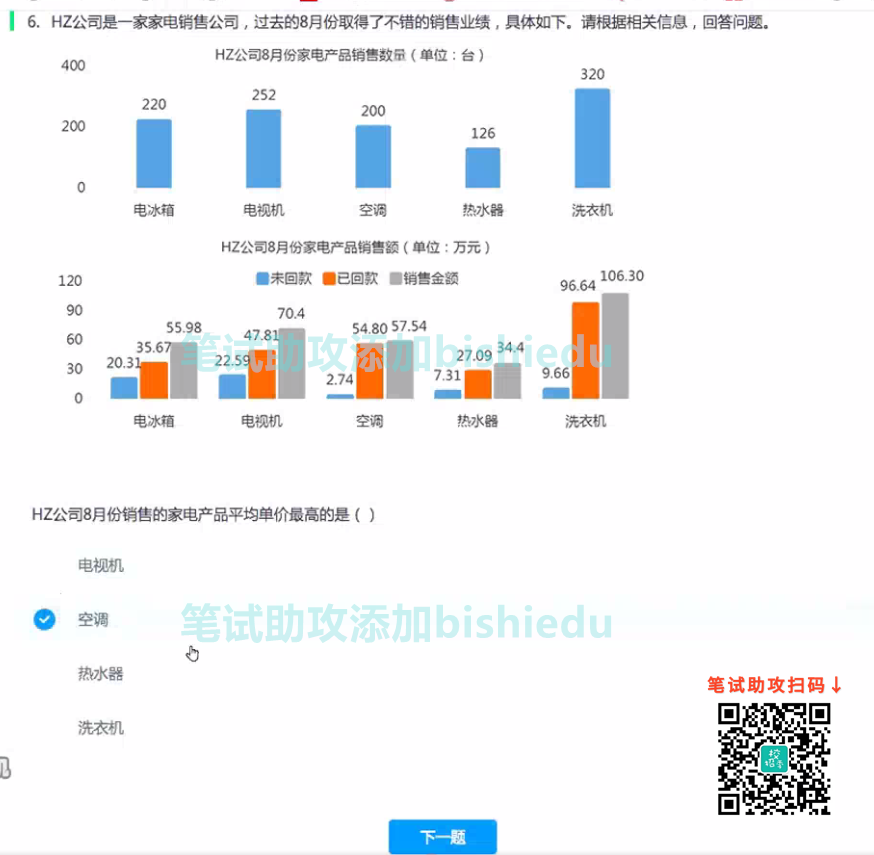 6. HZ公司是一家家电销售公司，过去的8月份取得了不错的销售业绩，具体如下。请根据相关信息，回答问题。
HZ公司8月份家电产品销售数量（单位：台）
400
200
0
220
252
200
126
320
电冰箱
电视机
空调
热水器
洗衣机
HZ公司8月份家电产品销售额（单位：万元）
未回款 已回款 销售金额
120
90
60
30
0
20.31
35.67
55.98
22.59
47.81
70.4
2.74
54.80
57.54
7.31
27.09
34.4
9.66
96.64
106.30
笔试助攻添加bishiedu
电冰箱
电视机
空调
热水器
洗衣机
HZ公司8月份销售的家电产品平均单价最高的是（ ）
电视机
空调
笔试助攻添加bishiedu
热水器
洗衣机
笔试助攻扫码↓
下一题